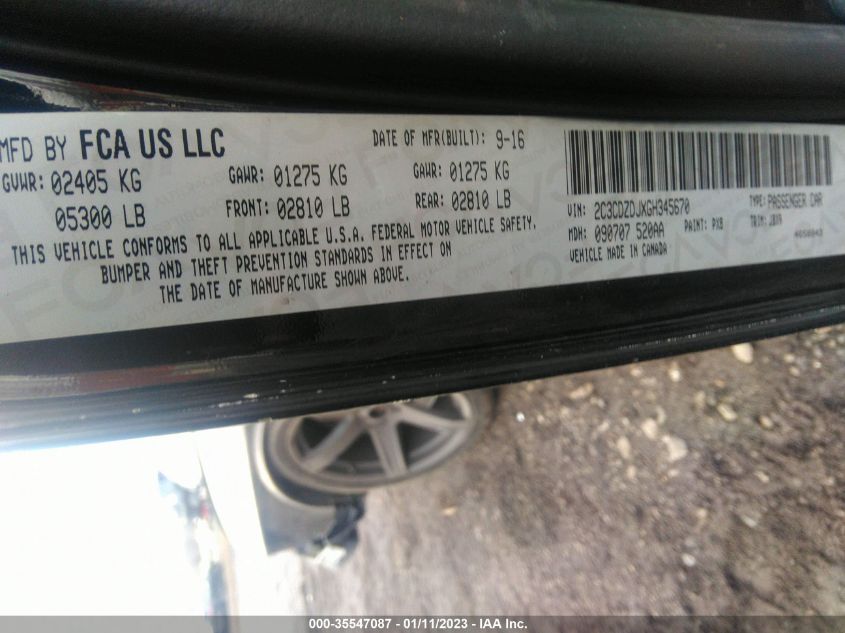 MFD BY FCA US LLC
DATE OF MFR(BUILT): 9-16
GVWR: 02405 KG
GAWR: 01275 KG
GAWR: 01275 KG
05300 LB
FRONT: 02810 LB
REAR: 02810 LB
THIS VEHICLE CONFORMS TO ALL APPLICABLE U.S.A. FEDERAL MOTOR VEHICLE SAFETY,
BUMPER AND THEFT PREVENTION STANDARDS IN EFFECT ON
THE DATE OF MANUFACTURE SHOWN ABOVE.
VIN: 2C3CDZDJXGH345670
TYPE: PASSENGER CAR
MDH: 090707 520AA
PAINT: PX8
TRIM:
VEHICLE MADE IN CANADA
000-35547087 - 01/11/2023 - IAA Inc.